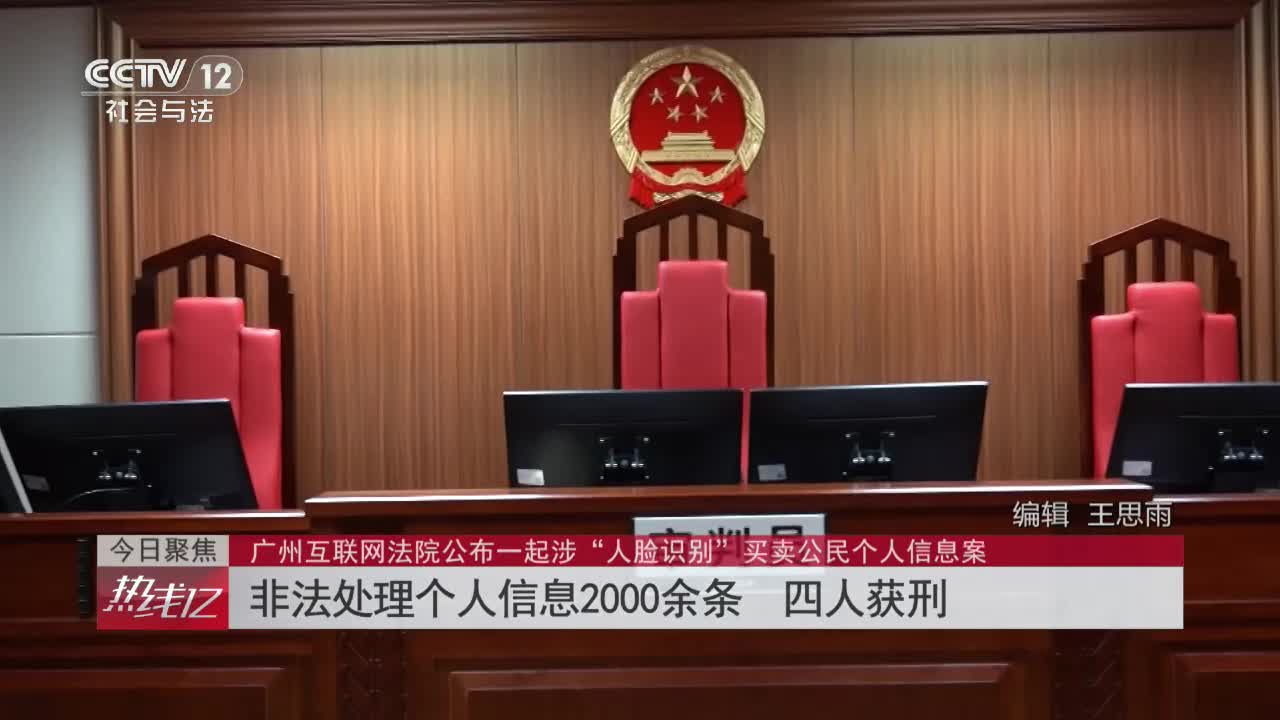 CCTV 12
社会与法
编辑 王思雨
今日聚焦
广州互联网法院公布一起涉“人脸识别”买卖公民个人信息案
热线12
非法处理个人信息2000余条 四人获刑